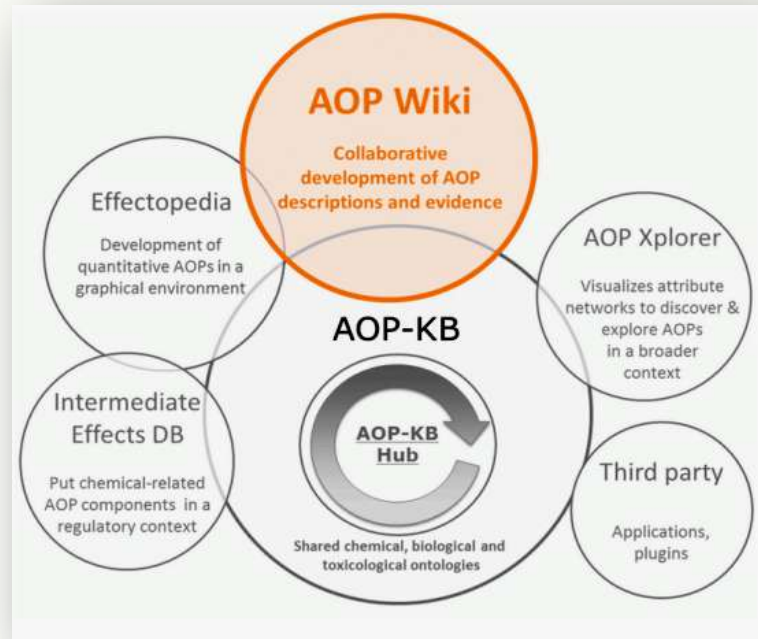 AOP Wiki
Collaborative
development of AOP
descriptions and evidence
Effectopedia
Development of
quantitative AOPs in a
graphical environment
AOP Xplorer
Visualizes attribute
networks to discover &
explore AOPs
in a broader
context
AOP-KB
Intermediate
Effects DB
Put chemical-related
AOP components in a
regulatory context
AOP-KB
Hub
Shared chemical, biological and
toxicological ontologies
Third party
Applications,
plugins